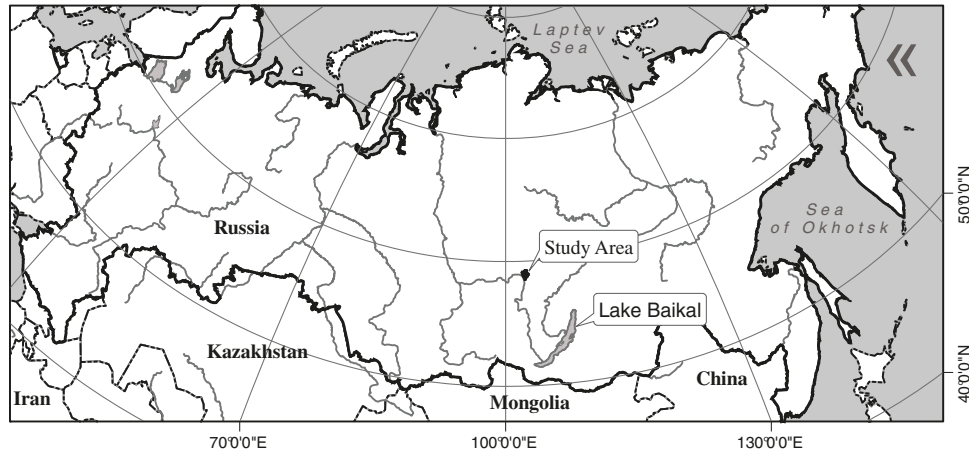 Laptev
Sea
50°0'0"N
Sea
of Okhotsk
Russia
Study Area
Lake Baikal
Kazakhstan
China
40°0'0"N
Iran
Mongolia
70°0'0"E
100°0'0"E
130°0'0"E